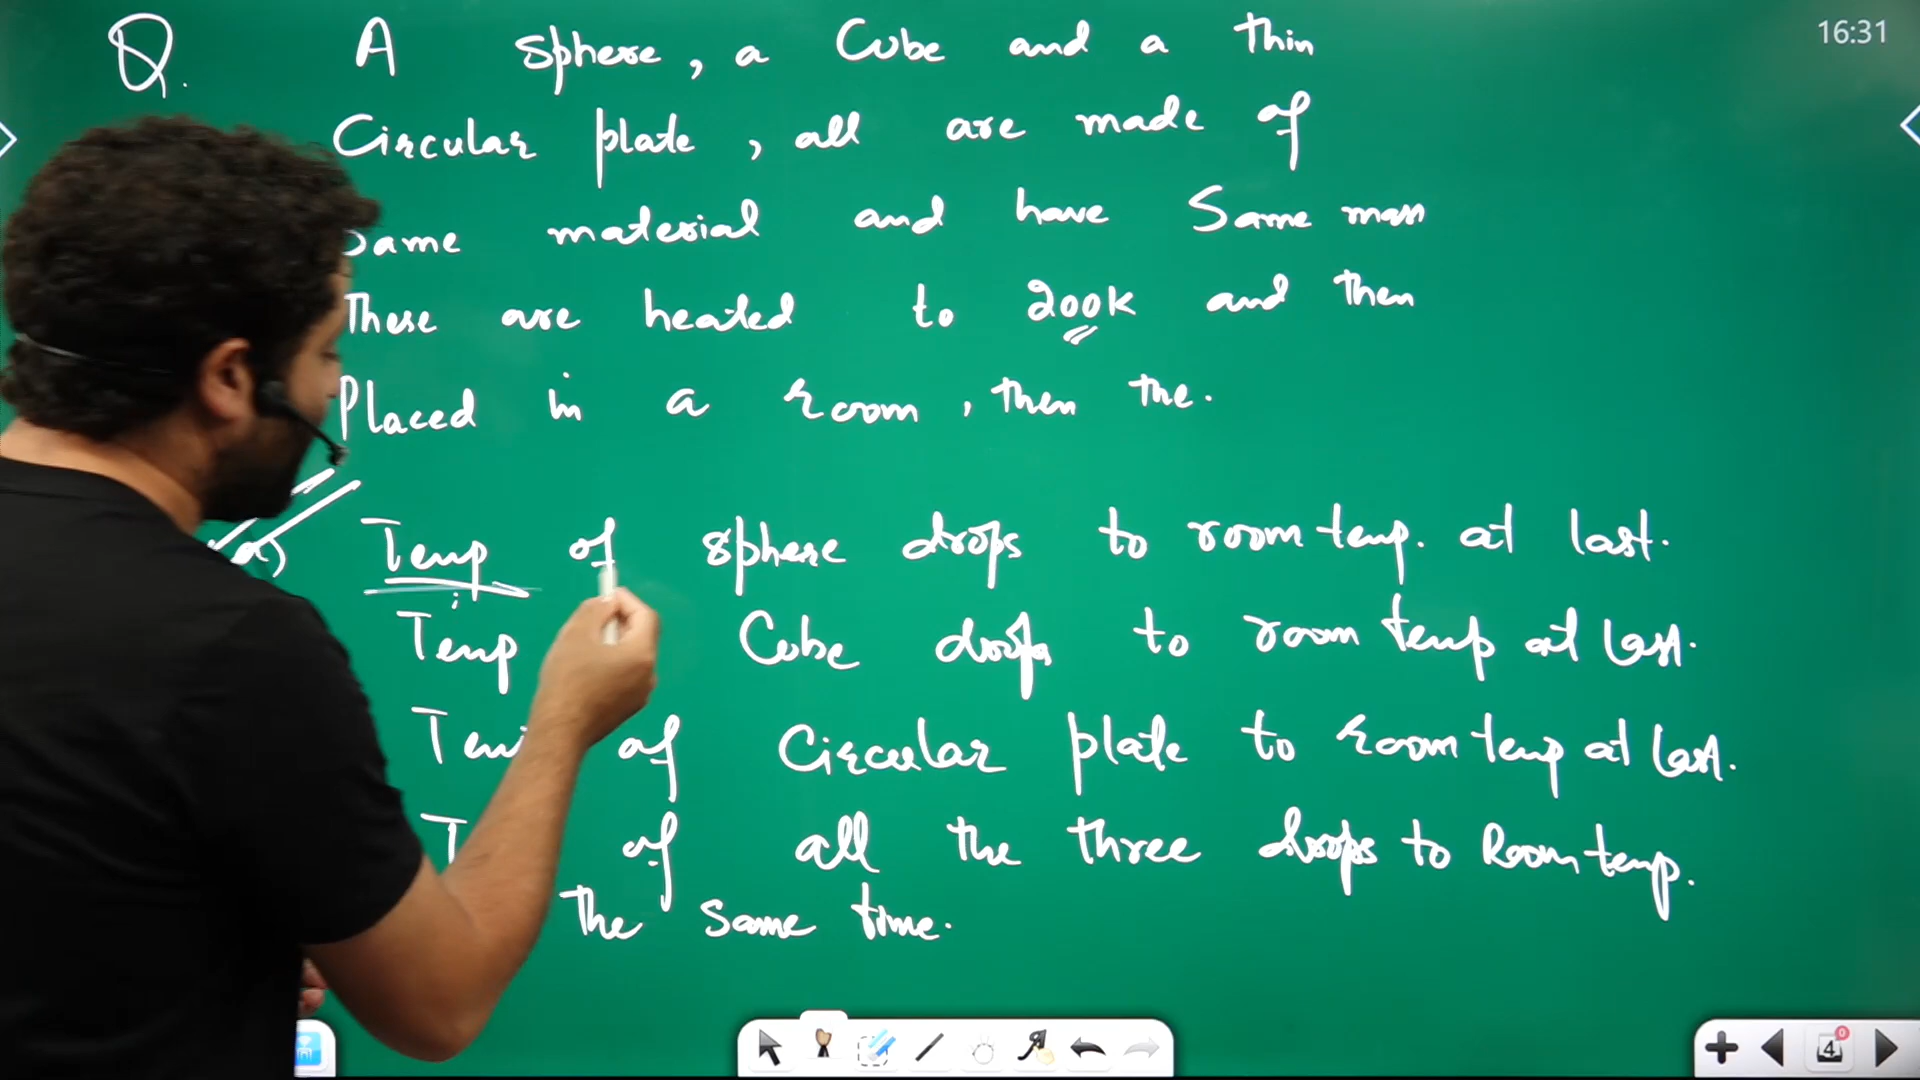 16:31
Q. A sphere, a Cube and a thin
Circular plate, all are made of
Same material and have Same mass
These are heated to 200K and then
Placed in a room, then the.
a) Temp of sphere drops to room temp. at last.
Temp Cube drops to room temp at last.
of Circular plate to room temp at last.
of all the three drops to Room temp.
the same time.
4
0